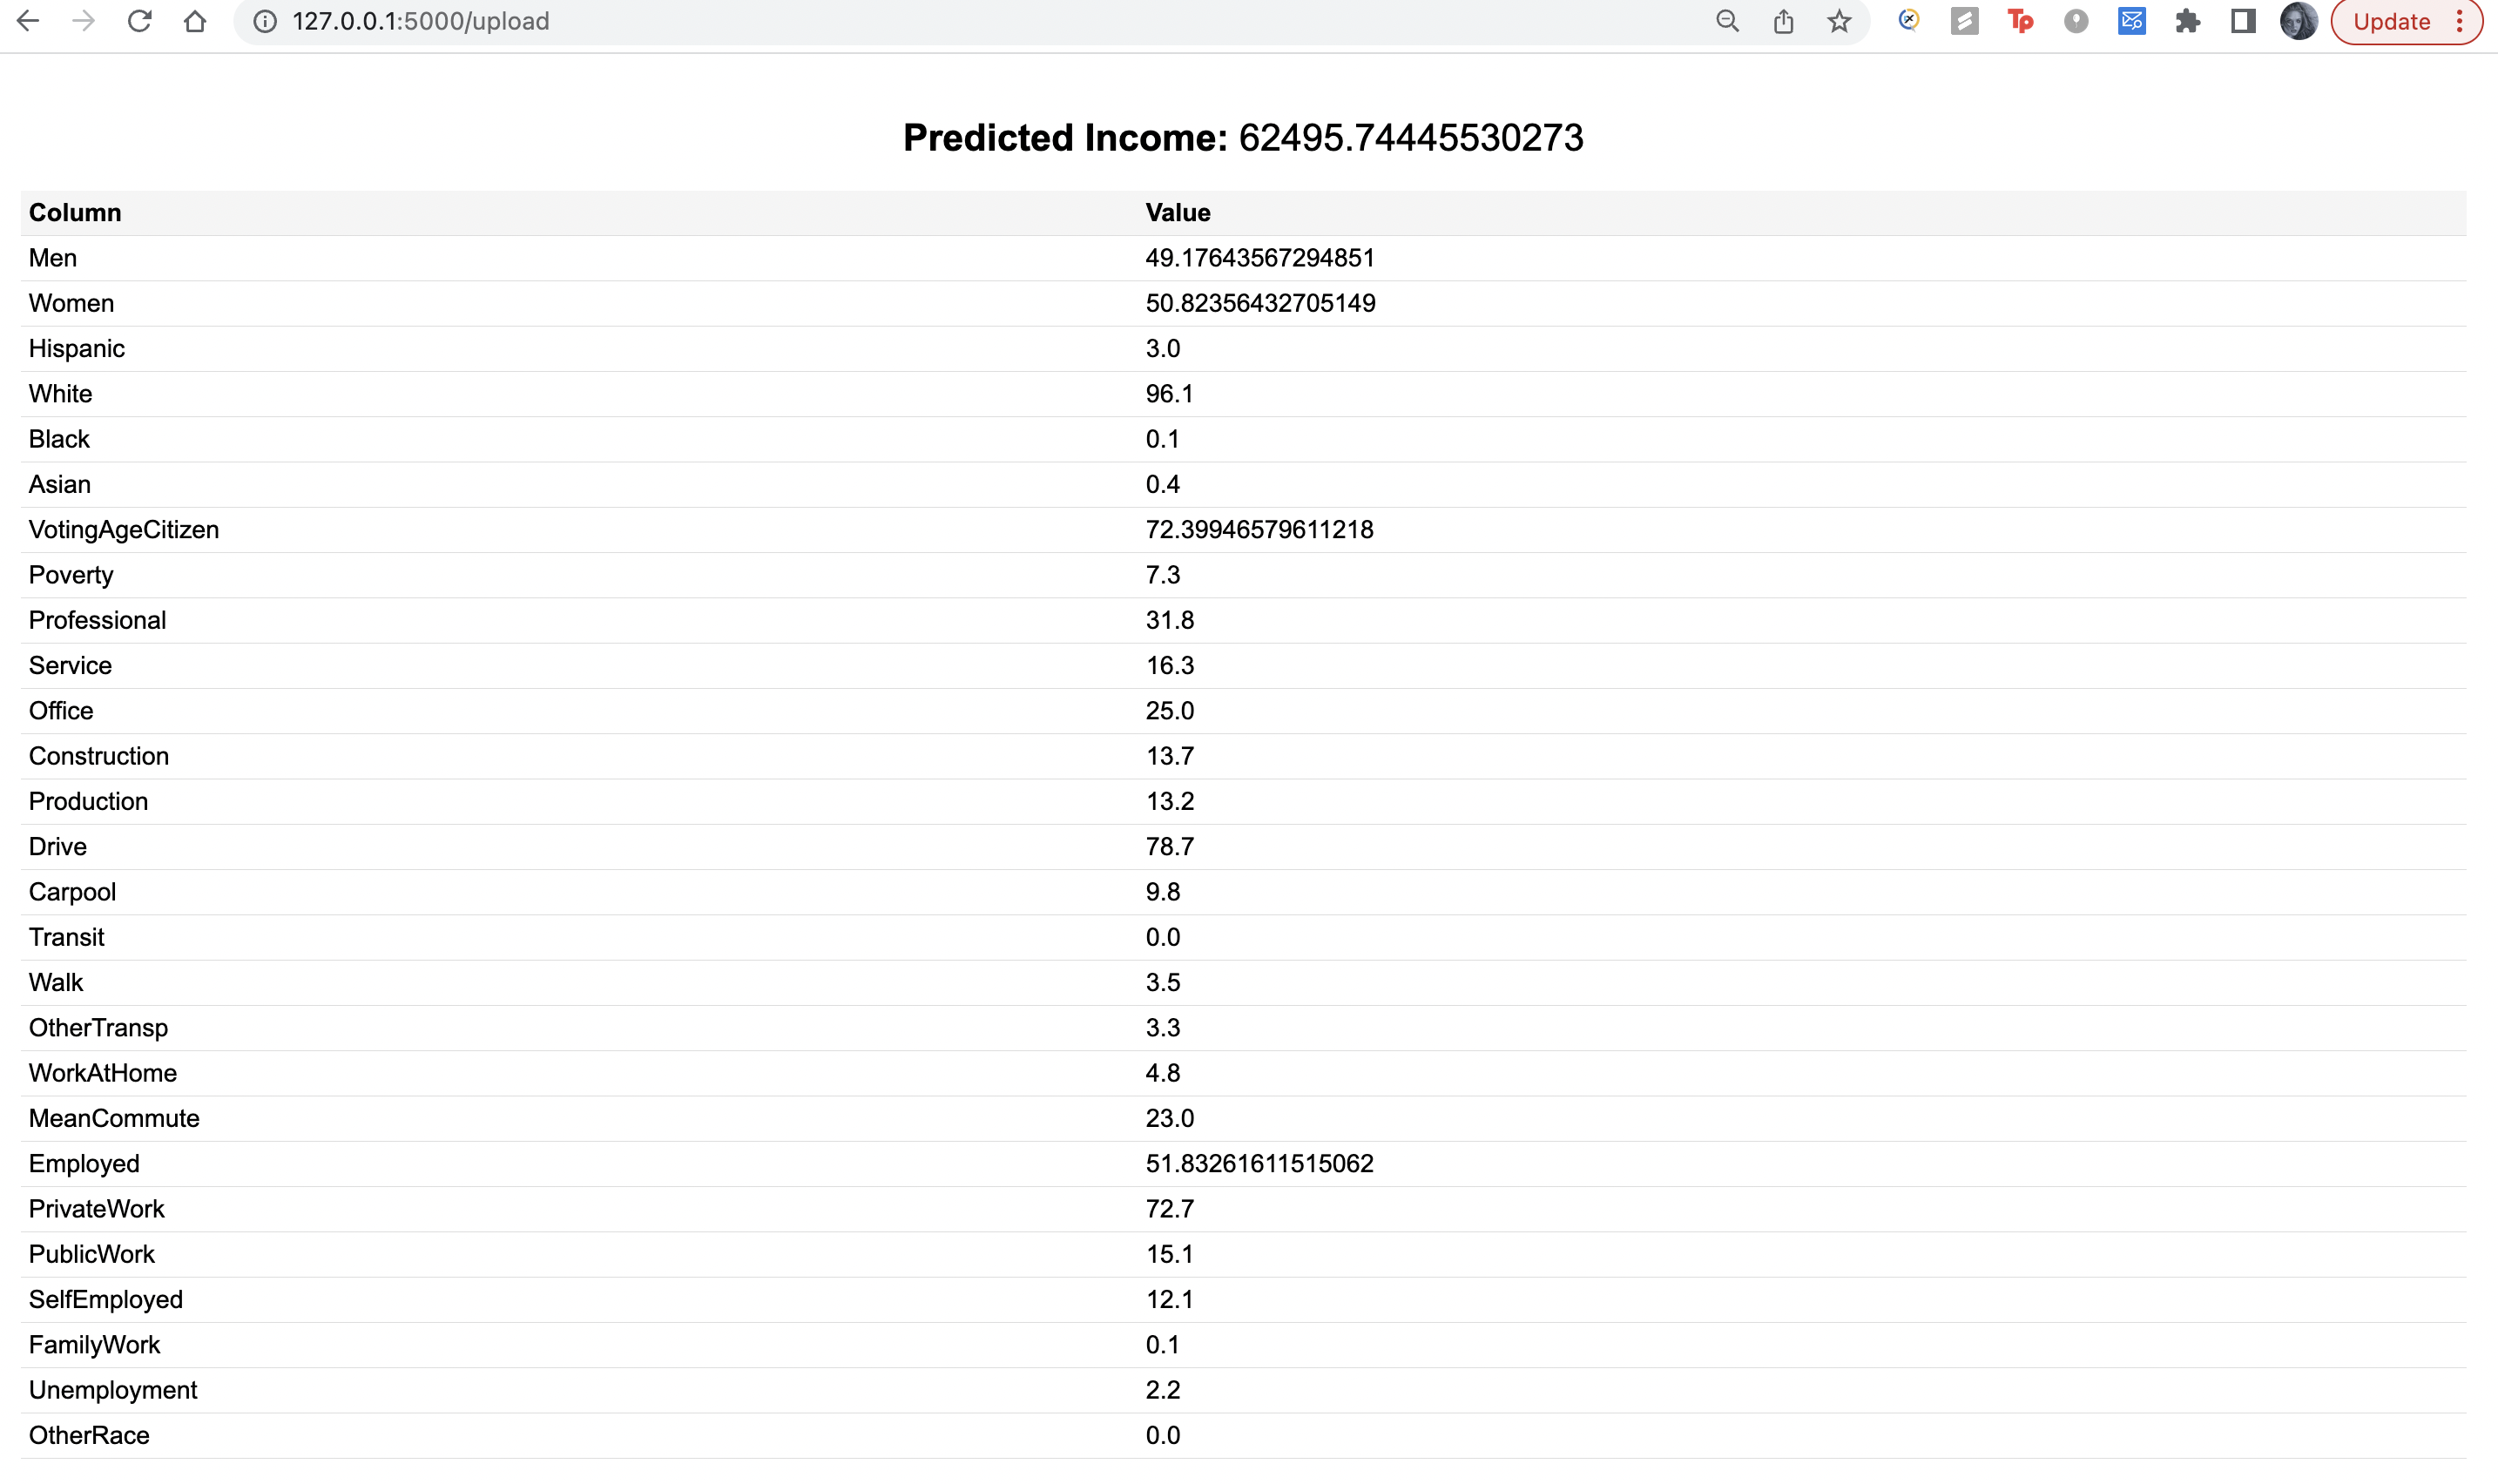 127.0.0.1:5000/upload
Tp
Update
Predicted Income: 62495.74445530273
Column Value
Men 49.17643567294851
Women 50.82356432705149
Hispanic 3.0
White 96.1
Black 0.1
Asian 0.4
VotingAgeCitizen 72.39946579611218
Poverty 7.3
Professional 31.8
Service 16.3
Office 25.0
Construction 13.7
Production 13.2
Drive 78.7
Carpool 9.8
Transit 0.0
Walk 3.5
OtherTransp 3.3
WorkAtHome 4.8
MeanCommute 23.0
Employed 51.83261611515062
PrivateWork 72.7
PublicWork 15.1
SelfEmployed 12.1
FamilyWork 0.1
Unemployment 2.2
OtherRace 0.0